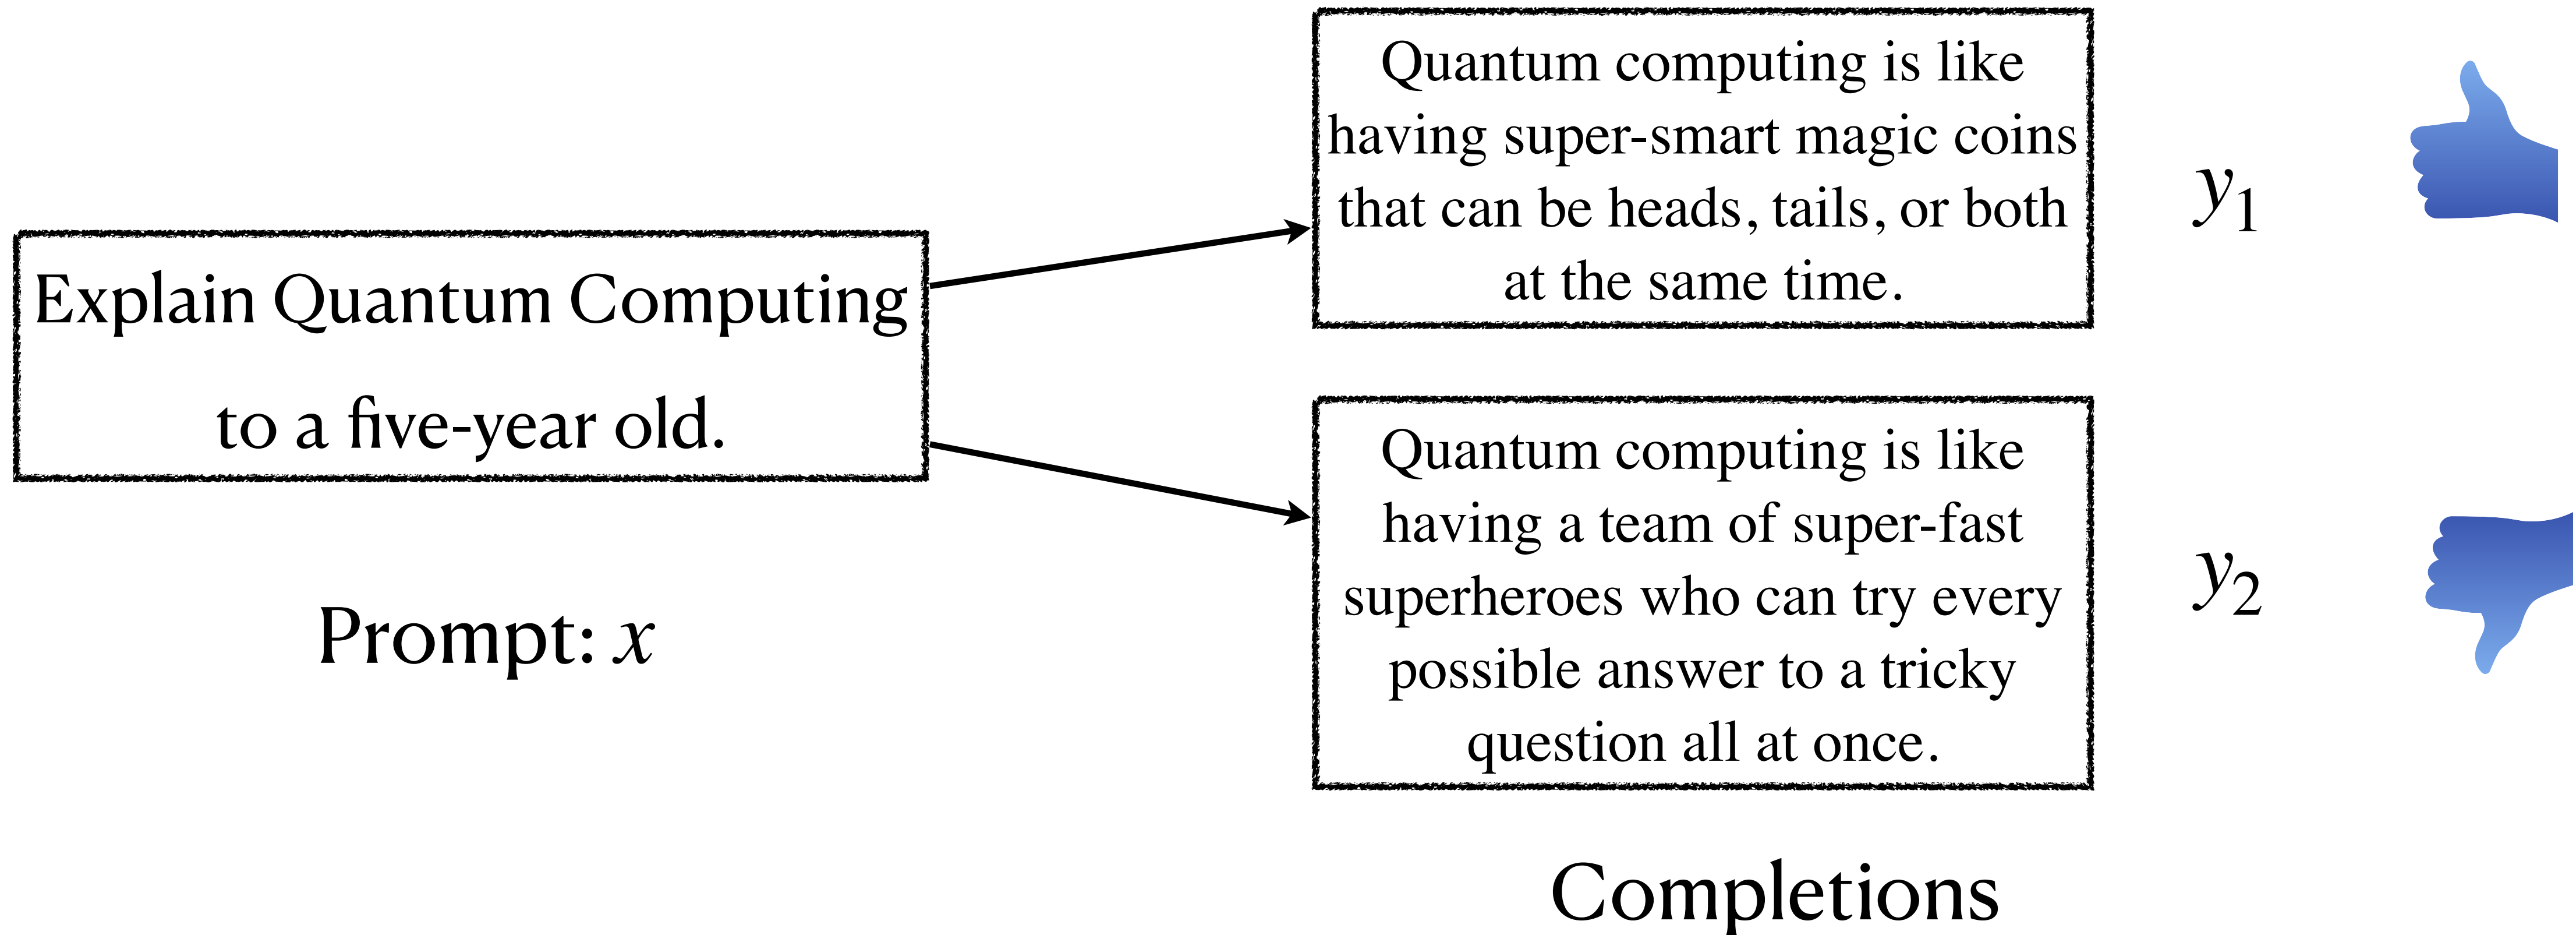 Explain Quantum Computing
to a five-year old.
Prompt: x
Quantum computing is like
having super-smart magic coins
that can be heads, tails, or both
at the same time.
y₁
Quantum computing is like
having a team of super-fast
superheroes who can try every
possible answer to a tricky
question all at once.
y₂
Completions